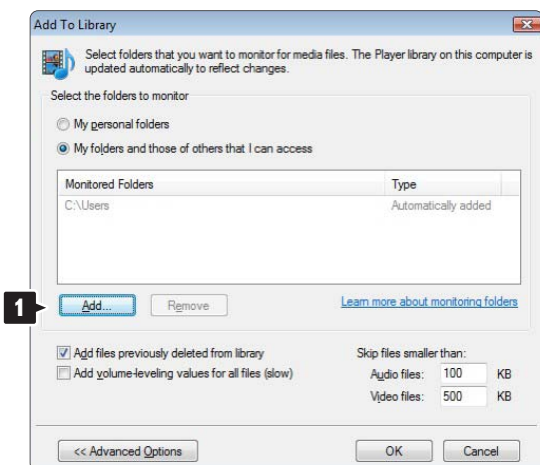 Add To Library
Select folders that you want to monitor for media files. The Player library on this computer is
updated automatically to reflect changes.
Select the folders to monitor
My personal folders
My folders and those of others that I can access
Monitored Folders Type
C:\Users Automatically added
1 Add... Remove Learn more about monitoring folders
Add files previously deleted from library Skip files smaller than:
Add volume-leveling values for all files (slow) Audio files: 100 KB
Video files: 500 KB
<< Advanced Options OK Cancel